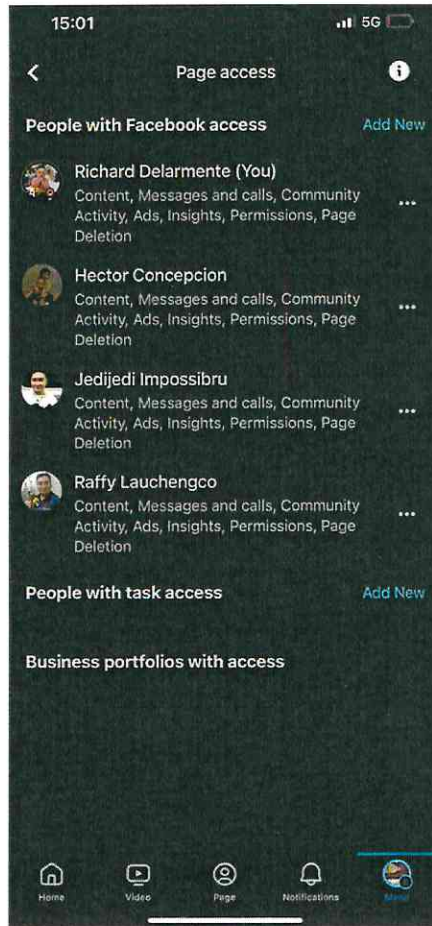 15:01
5G
Page access
People with Facebook access
Add New
Richard Delarmente (You)
Content, Messages and calls, Community
Activity, Ads, Insights, Permissions, Page
Deletion
Hector Concepcion
Content, Messages and calls, Community
Activity, Ads, Insights, Permissions, Page
Deletion
Jedijedi Impossibru
Content, Messages and calls, Community
Activity, Ads, Insights, Permissions, Page
Deletion
Raffy Lauchengco
Content, Messages and calls, Community
Activity, Ads, Insights, Permissions, Page
Deletion
People with task access
Add New
Business portfolios with access
Home
Video
Page
Notifications
Menu